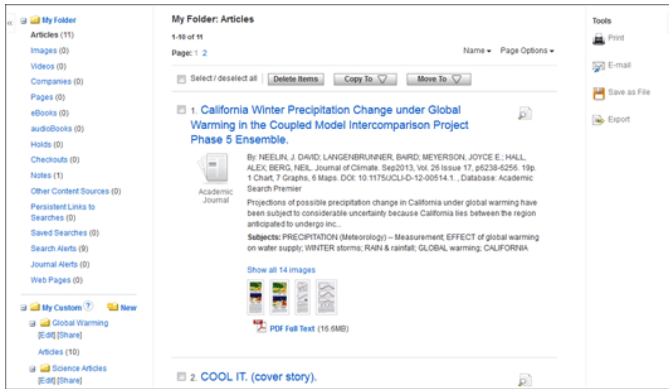 «
My Folder
Articles (11)
Images (0)
Videos (0)
Companies (0)
Pages (0)
eBooks (0)
audioBooks (0)
Holds (0)
Checkouts (0)
Notes (1)
Other Content Sources (0)
Persistent Links to
Searches (0)
Saved Searches (0)
Search Alerts (9)
Journal Alerts (0)
Web Pages (0)
My Custom ? New
Global Warming
[Edit] [Share]
Articles (10)
Science Articles
[Edit] [Share]
My Folder: Articles
1-10 of 11
Page: 1 2
Name Page Options
Select / deselect all Delete Items Copy To Move To
1. California Winter Precipitation Change under Global
Warming in the Coupled Model Intercomparison Project
Phase 5 Ensemble.
Academic
Journal
By: NEELIN, J. DAVID; LANGENBRUNNER, BAIRD; MEYERSON, JOYCE E.; HALL,
ALEX; BERG, NEIL. Journal of Climate. Sep2013, Vol. 26 Issue 17, p6238-6256. 19p.
1 Chart, 7 Graphs, 6 Maps. DOI: 10.1175/JCLI-D-12-00514.1. , Database: Academic
Search Premier
Projections of possible precipitation change in California under global warming have
been subject to considerable uncertainty because California lies between the region
anticipated to undergo inc...
Subjects: PRECIPITATION (Meteorology) -- Measurement; EFFECT of global warming
on water supply; WINTER storms; RAIN & rainfall; GLOBAL warming; CALIFORNIA
Show all 14 images
PDF Full Text (16.6MB)
2. COOL IT. (cover story).
Tools
Print
E-mail
Save as File
Export